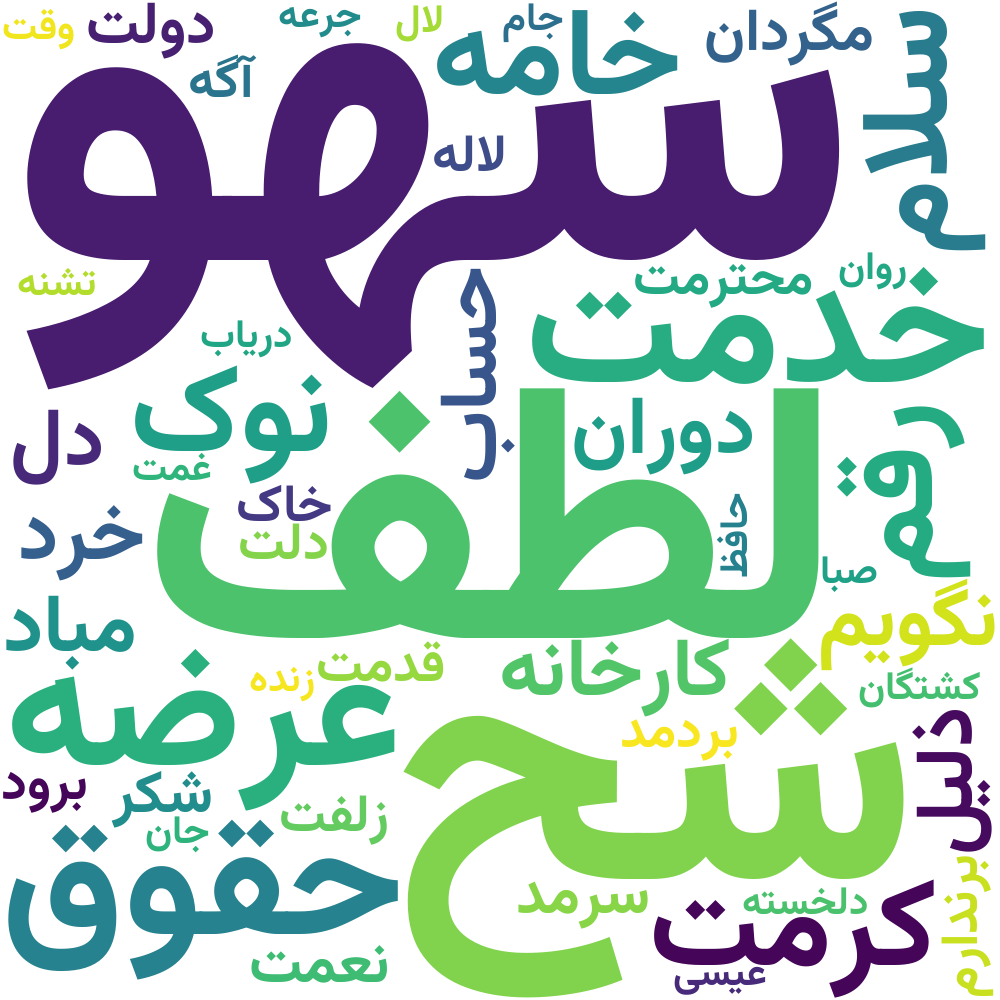 سلام
مگردان
جام
خامه
لال
جرعه
دولت
وقت
آگه
سهو
لاله
روان
محترمت
خدمت
تشنه
حساب
دریاب
نوک
دوران
رقم
دل
غمت
خاک
دلت
خرد
لطف
حافظ
صبا
نگویم
مباد
کارخانه
قدمت
زنده
عرضه
کشتگان
بردمد
شح
ذلیل
برود
شکر
جان
زلفت
حقوق
سرمد
دلخسته
کرمت
برندارم
نعمت
عیسی